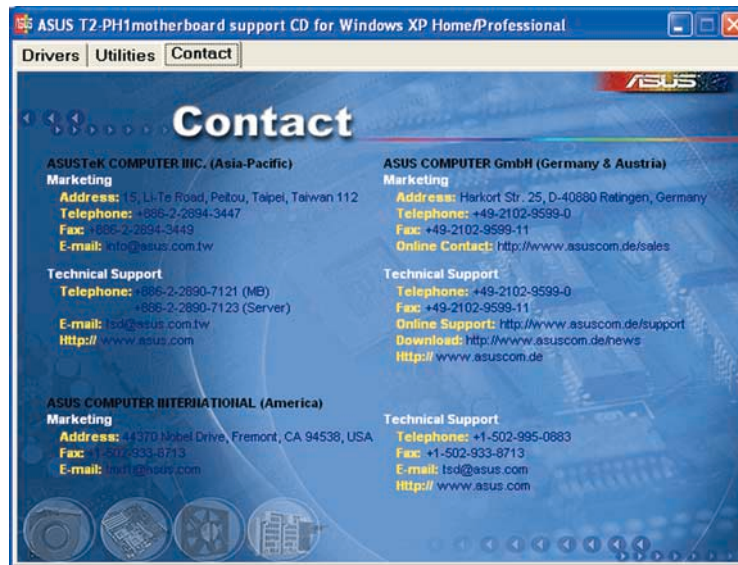 ASUS T2-PH1motherboard support CD for Windows XP Home/Professional
Drivers Utilities Contact
ASUS
Contact
ASUSTeK COMPUTER INC. (Asia-Pacific)
Marketing
Address: 15, Li-Te Road, Peitou, Taipei, Taiwan 112
Telephone: +886-2-2894-3447
Fax: +886-2-2894-3449
E-mail: info@asus.com.tw
Technical Support
Telephone: +886-2-2890-7121 (MB)
+886-2-2890-7123 (Server)
E-mail: tsd@asus.com.tw
Http:// www.asus.com
ASUS COMPUTER GmbH (Germany & Austria)
Marketing
Address: Harkort Str. 25, D-40880 Ratingen, Germany
Telephone: +49-2102-9599-0
Fax: +49-2102-9599-11
Online Contact: http://www.asuscom.de/sales
Technical Support
Telephone: +49-2102-9599-0
Fax: +49-2102-9599-11
Online Support: http://www.asuscom.de/support
Download: http://www.asuscom.de/news
Http:// www.asuscom.de
ASUS COMPUTER INTERNATIONAL (America)
Marketing
Address: 44370 Nobel Drive, Fremont, CA 94538, USA
Fax: +1-502-933-8713
E-mail:
Technical Support
Telephone: +1-502-995-0883
Fax: +1-502-933-8713
E-mail: tsd@asus.com
Http:// www.asus.com